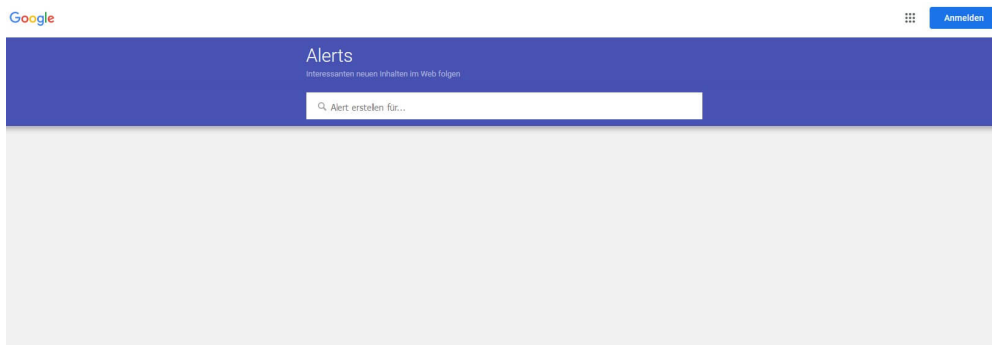 Google
Anmelden
Alerts
Interessanten neuen Inhalten im Web folgen
Alert erstellen für...